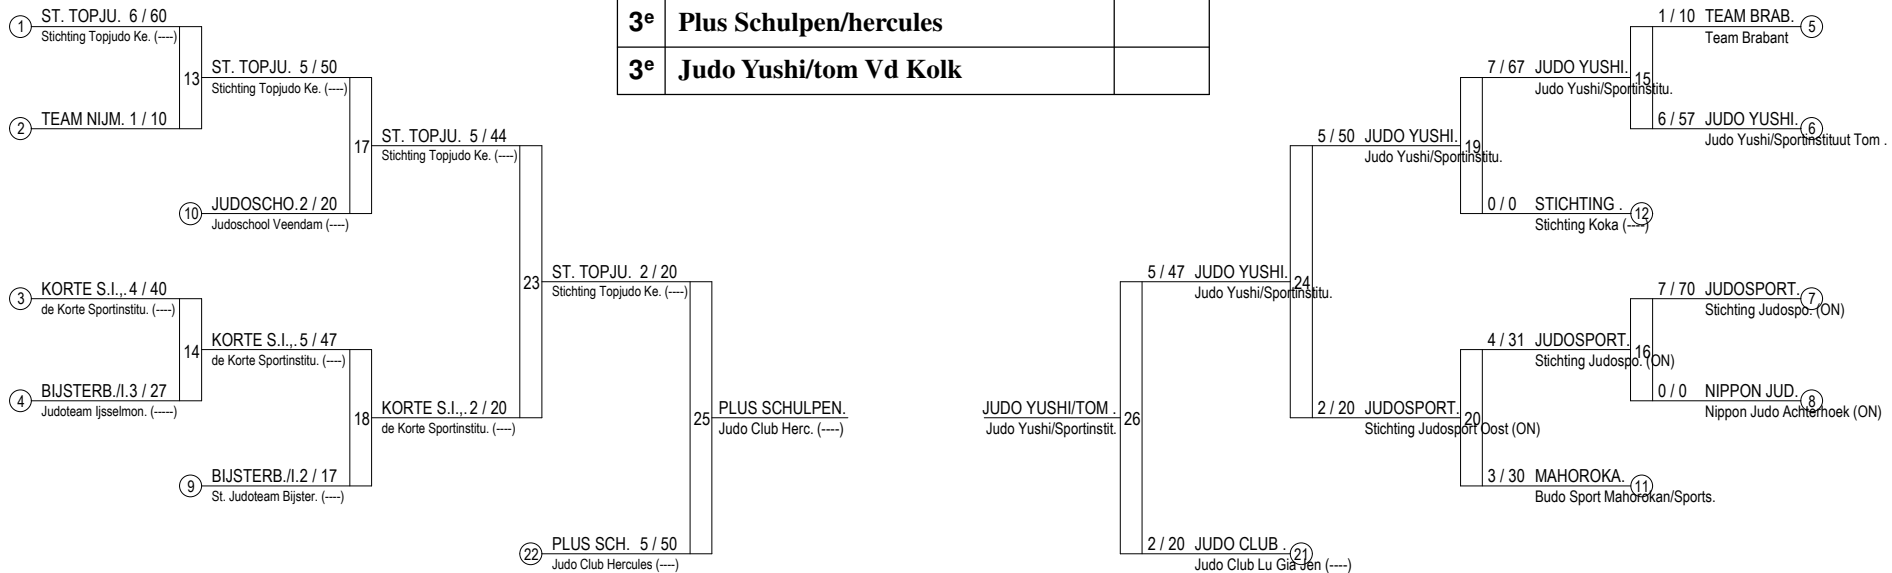 3e Plus Schulpen/hercules
3e Judo Yushi/tom Vd Kolk
1 ST. TOPJU. 6 / 60
Stichting Topjudo Ke. (----)
13 ST. TOPJU. 5 / 50
Stichting Topjudo Ke. (----)
2 TEAM NIJM. 1 / 10
17 ST. TOPJU. 5 / 44
Stichting Topjudo Ke. (----)
10 JUDOSCHO. 2 / 20
Judoschool Veendam (----)
23 ST. TOPJU. 2 / 20
Stichting Topjudo Ke. (----)
3 KORTE S.I,. 4 / 40
de Korte Sportinstitu. (----)
14 KORTE S.I,. 5 / 47
de Korte Sportinstitu. (----)
4 BIJSTERB./I. 3 / 27
Judoteam Ijsselmon. (-----)
18 KORTE S.I,. 2 / 20
de Korte Sportinstitu. (----)
9 BIJSTERB./I. 2 / 17
St. Judoteam Bijster. (----)
25 PLUS SCHULPEN.
Judo Club Herc. (----)
22 PLUS SCH. 5 / 50
Judo Club Hercules (----)
1 / 10 TEAM BRAB. 5
Team Brabant
7 / 67 JUDO YUSHI. 15
Judo Yushi/Sportinstitu.
6 / 57 JUDO YUSHI. 6
Judo Yushi/Sportinstituut Tom .
5 / 50 JUDO YUSHI. 19
Judo Yushi/Sportinstitu.
0 / 0 STICHTING . 12
Stichting Koka (----)
5 / 47 JUDO YUSHI. 24
Judo Yushi/Sportinstitu.
7 / 70 JUDOSPORT. 7
Stichting Judospo. (ON)
4 / 31 JUDOSPORT. 16
Stichting Judospo. (ON)
0 / 0 NIPPON JUD. 8
Nippon Judo Achterhoek (ON)
2 / 20 JUDOSPORT. 20
Stichting Judosport Oost (ON)
3 / 30 MAHOROKA. 11
Budo Sport Mahorokan/Sports.
JUDO YUSHI/TOM . 26
Judo Yushi/Sportinstit.
2 / 20 JUDO CLUB . 21
Judo Club Lu Gia Jen (----)